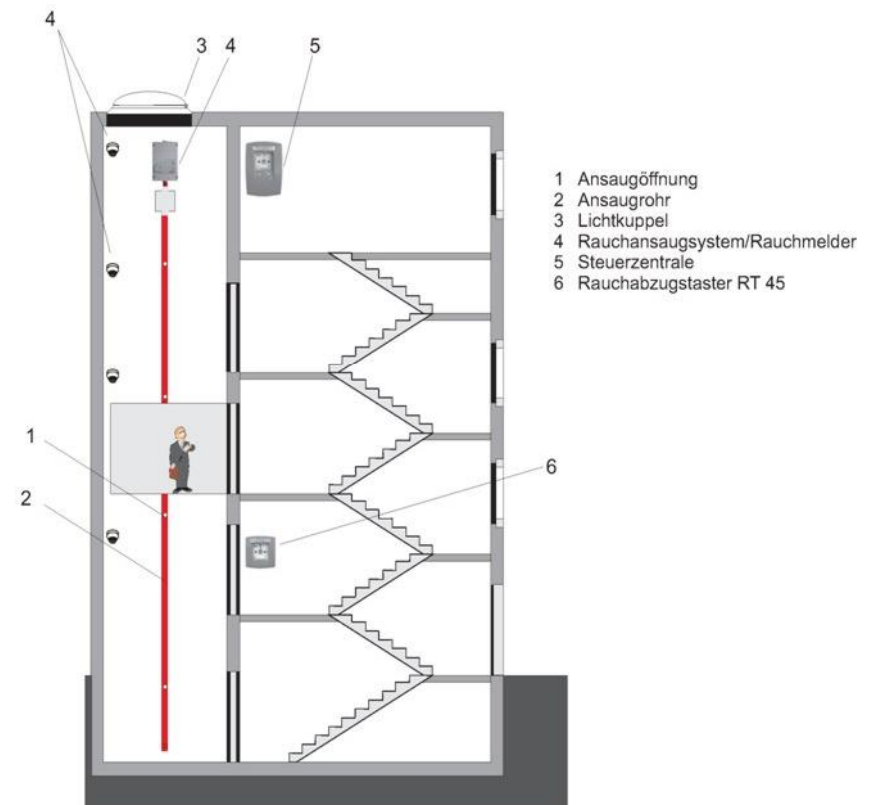 4
3 4 5
1 Ansaugöffnung
2 Ansaugrohr
3 Lichtkuppel
4 Rauchansaugsystem/Rauchmelder
5 Steuerzentrale
6 Rauchabzugstaster RT 45
1
6
2